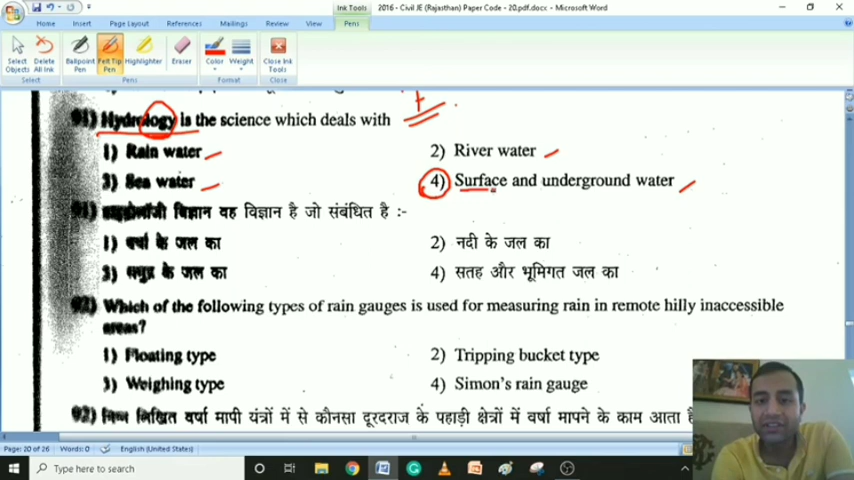 Ink Tools
2016 - Civil JE (Rajasthan) Paper Code - 20.pdf.docx - Microsoft Word
Home Insert Page Layout References Mailings Review View Pens
Select Objects Delete All Ink Ballpoint Pen Felt Tip Pen Highlighter Eraser Color Weight Close Ink Tools
Select Pens Format Close
91) Hydrology is the science which deals with
1) Rain water 2) River water
3) Sea water 4) Surface and underground water
91) हाइड्रोलॉजी विज्ञान वह विज्ञान है जो संबंधित है :-
1) वर्षा के जल का 2) नदी के जल का
3) समुद्र के जल का 4) सतह और भूमिगत जल का
92) Which of the following types of rain gauges is used for measuring rain in remote hilly inaccessible
areas?
1) Floating type 2) Tripping bucket type
3) Weighing type 4) Simon's rain gauge
92) निम्न लिखित वर्षा मापी यंत्रों में से कौनसा दूरदराज के पहाड़ी क्षेत्रों में वर्षा मापने के काम आता है
Page: 20 of 26 Words: 0 English (United States)
Type here to search